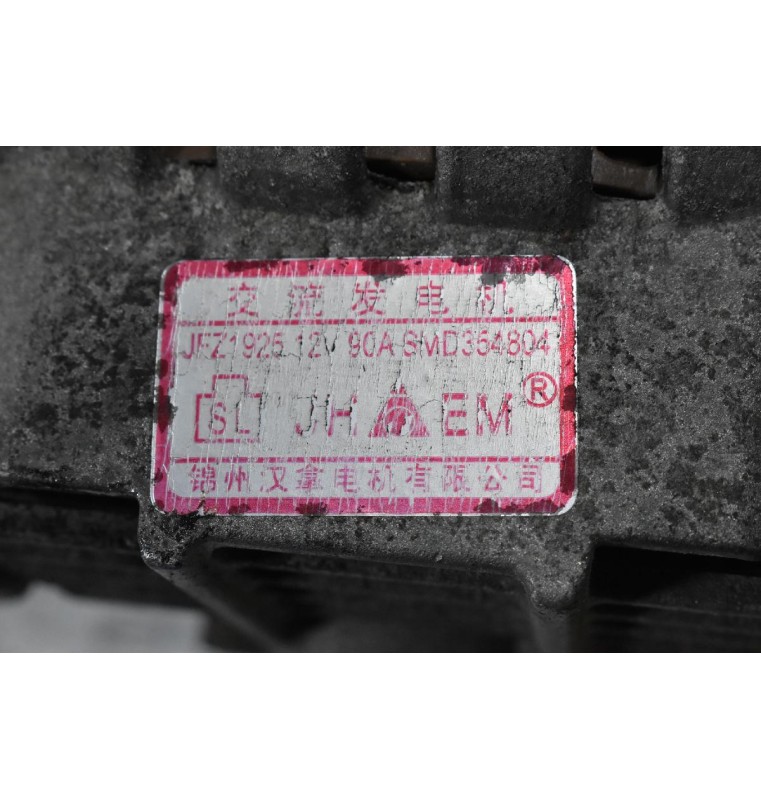 交流发电机
JFZ1925 12V 90A SMD354804
SL JH EM ®
锦州汉拿电机有限公司